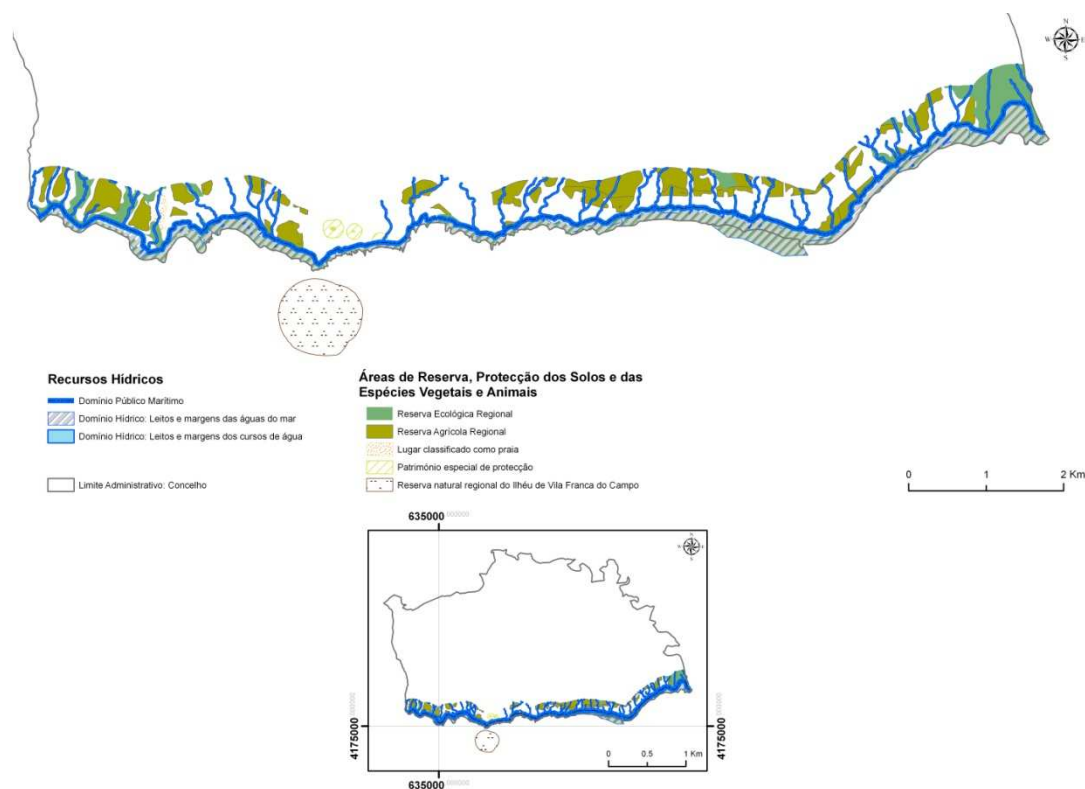 N
W E
S
Recursos Hídricos
Domínio Público Marítimo
Domínio Hídrico: Leitos e margens das águas do mar
Domínio Hídrico: Leitos e margens dos cursos de água
Limite Administrativo: Concelho
Áreas de Reserva, Protecção dos Solos e das
Espécies Vegetais e Animais
Reserva Ecológica Regional
Reserva Agrícola Regional
Lugar classificado como praia
Património especial de protecção
Reserva natural regional do Ilhéu de Vila Franca do Campo
0 1 2 Km
635000,000000
4175000
4175000
0 0.5 1 Km
635000,000000